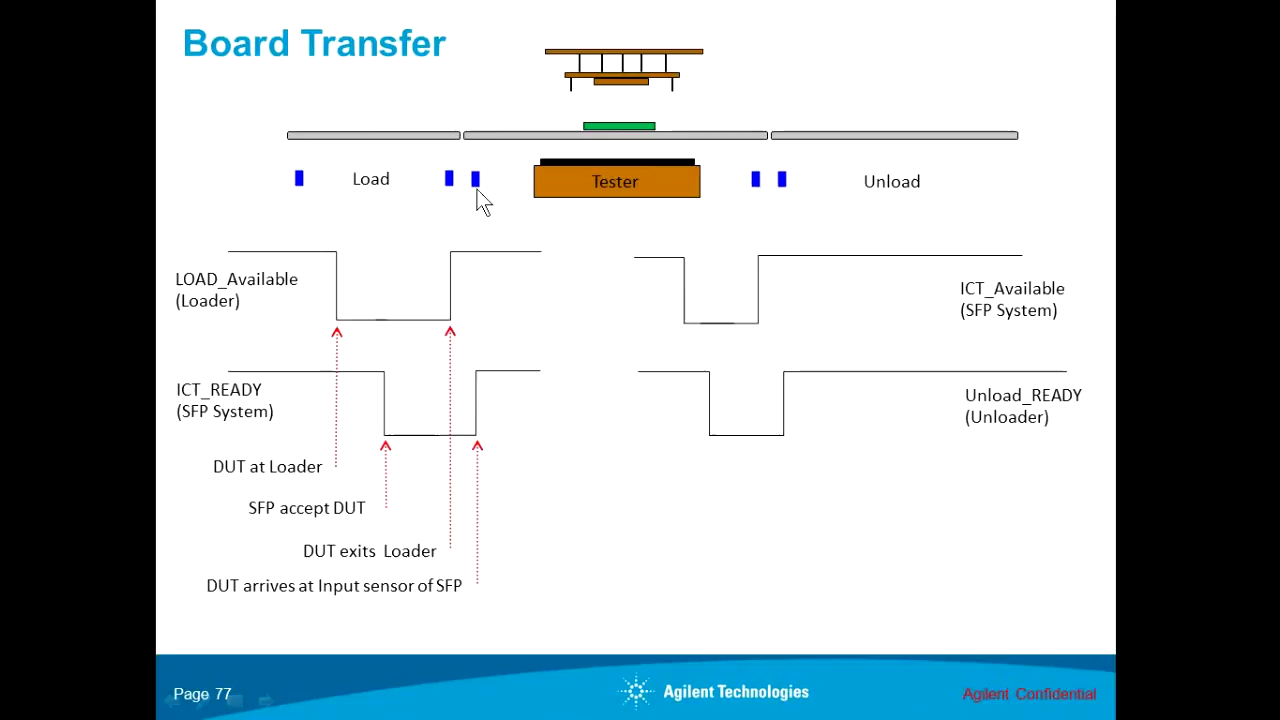 Board Transfer
Load
Tester
Unload
LOAD_Available
(Loader)
ICT_Available
(SFP System)
ICT_READY
(SFP System)
Unload_READY
(Unloader)
DUT at Loader
SFP accept DUT
DUT exits Loader
DUT arrives at Input sensor of SFP
Page 77
Agilent Technologies
Agilent Confidential